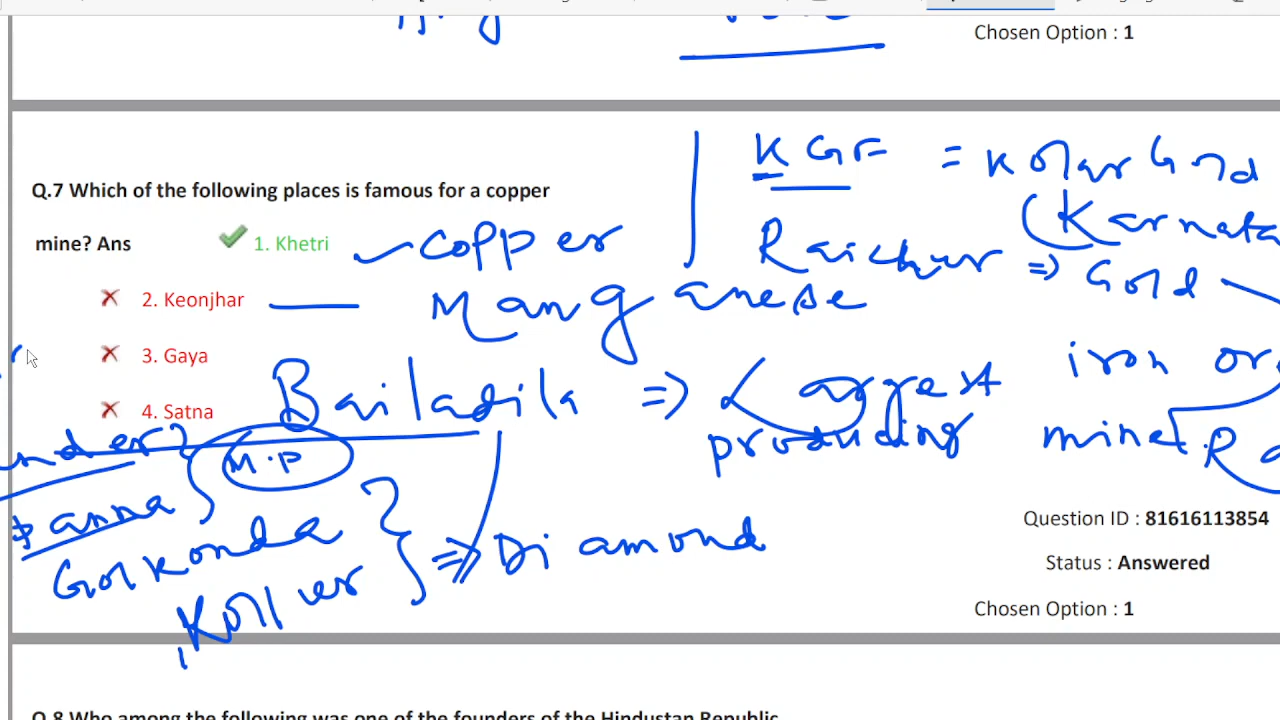 Chosen Option : 1
KGF = Kolar Gold
Q.7 Which of the following places is famous for a copper
(Karnata
mine? Ans 1. Khetri copper
Raichur => Gold
2. Keonjhar — Manganese
3. Gaya
iron or
Bailadila => Largest
4. Satna
producing mine
M.P
Panna
Golkonda => Diamond
Kollur
Question ID : 81616113854
Status : Answered
Chosen Option : 1
Q.8 Who among the following was one of the founders of the Hindustan Republic